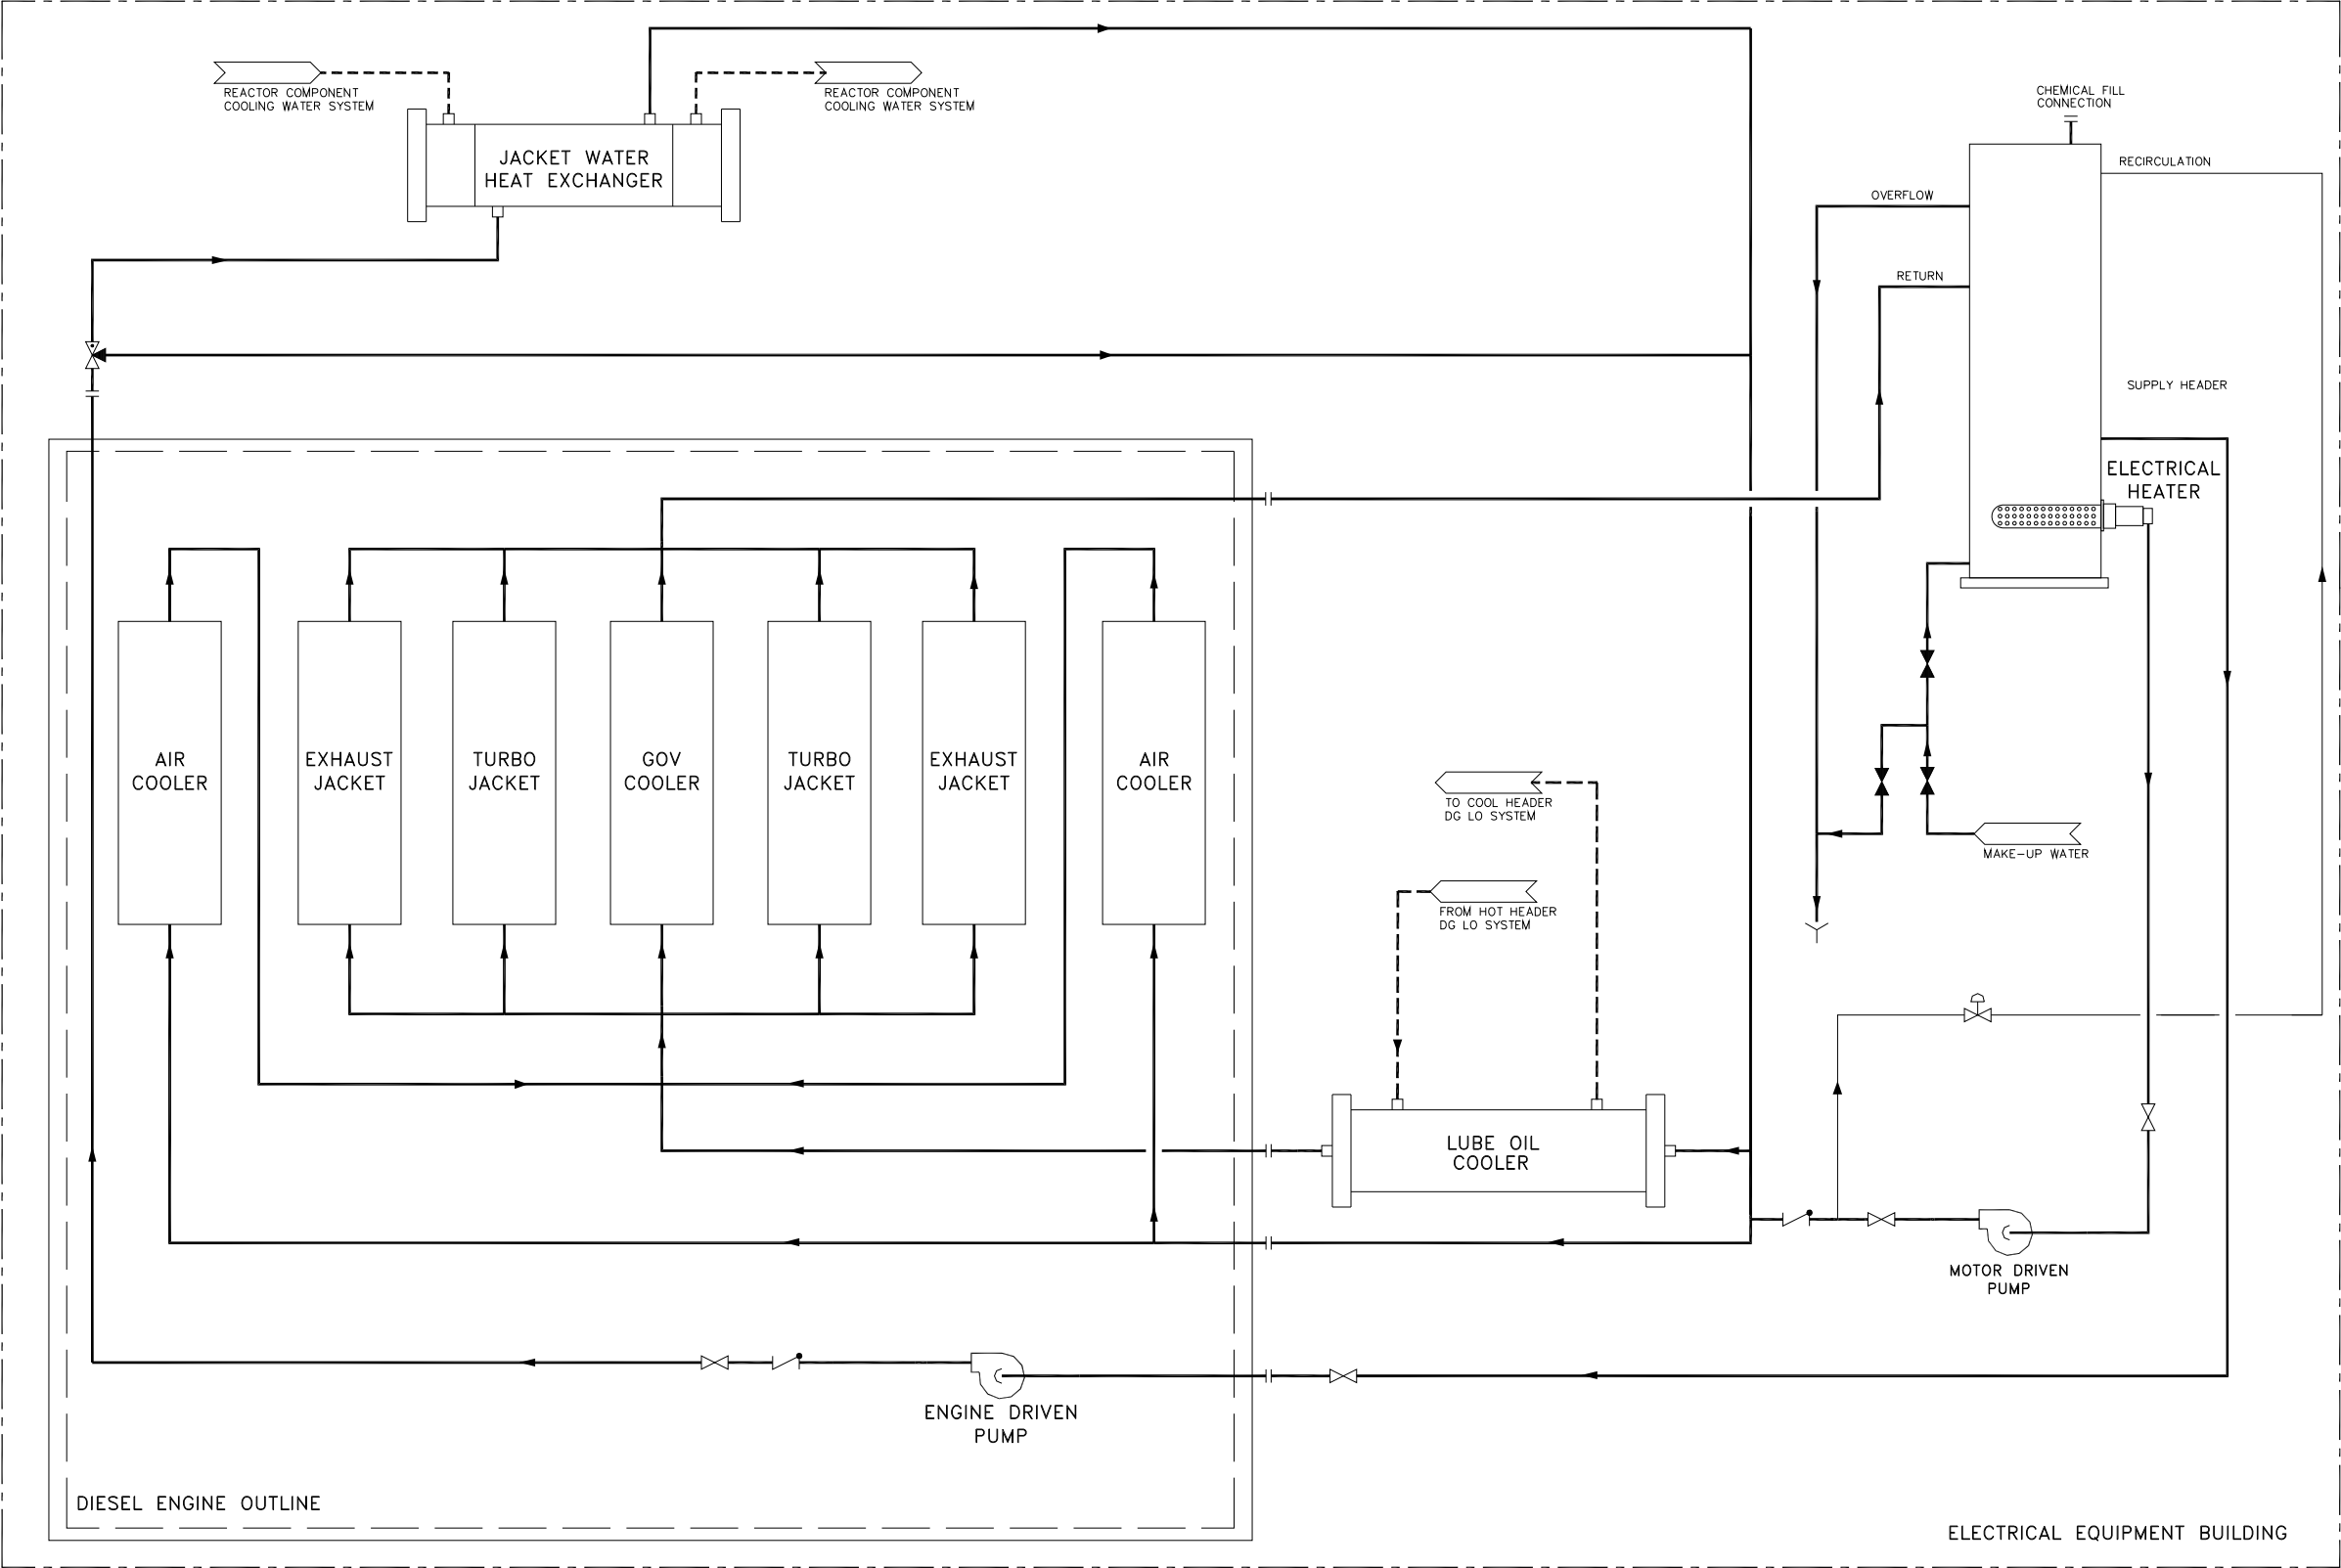 REACTOR COMPONENT
COOLING WATER SYSTEM
REACTOR COMPONENT
COOLING WATER SYSTEM
CHEMICAL FILL
CONNECTION
JACKET WATER
HEAT EXCHANGER
RECIRCULATION
OVERFLOW
RETURN
SUPPLY HEADER
ELECTRICAL
HEATER
AIR
COOLER
EXHAUST
JACKET
TURBO
JACKET
GOV
COOLER
TURBO
JACKET
EXHAUST
JACKET
AIR
COOLER
TO COOL HEADER
DG LO SYSTEM
MAKE-UP WATER
FROM HOT HEADER
DG LO SYSTEM
LUBE OIL
COOLER
MOTOR DRIVEN
PUMP
ENGINE DRIVEN
PUMP
DIESEL ENGINE OUTLINE
ELECTRICAL EQUIPMENT BUILDING